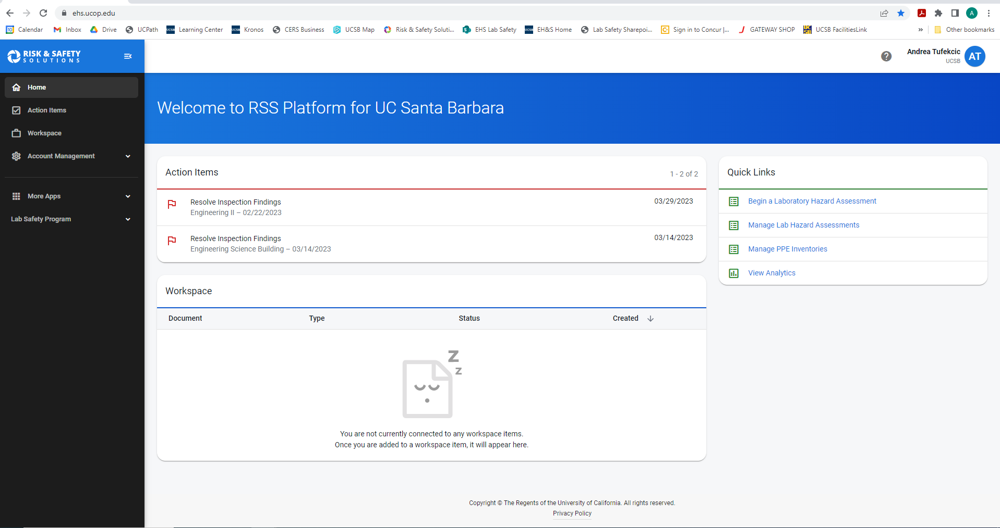 ehs.ucop.edu
A
10 Calendar
Inbox
Drive
UCPath
UCSB Learning Center
UCSB Kronos
CERS Business
UCSB Map
Risk & Safety Soluti...
S EHS Lab Safety
UCSB EH&S Home
Lab Safety Sharepoi...
C Sign in to Concur |...
GATEWAY SHOP
UCSB UCSB FacilitiesLink
»
Other bookmarks
RISK & SAFETY
SOLUTIONS
?
Andrea Tufekcic
UCSB
AT
Home
Action Items
Workspace
Account Management
More Apps
Lab Safety Program
Welcome to RSS Platform for UC Santa Barbara
Action Items
1 - 2 of 2
Resolve Inspection Findings
03/29/2023
Engineering II – 02/22/2023
Resolve Inspection Findings
03/14/2023
Engineering Science Building – 03/14/2023
Quick Links
Begin a Laboratory Hazard Assessment
Manage Lab Hazard Assessments
Manage PPE Inventories
View Analytics
Workspace
Document Type Status Created
Z
z
You are not currently connected to any workspace items.
Once you are added to a workspace item, it will appear here.
Copyright © The Regents of the University of California. All rights reserved.
Privacy Policy